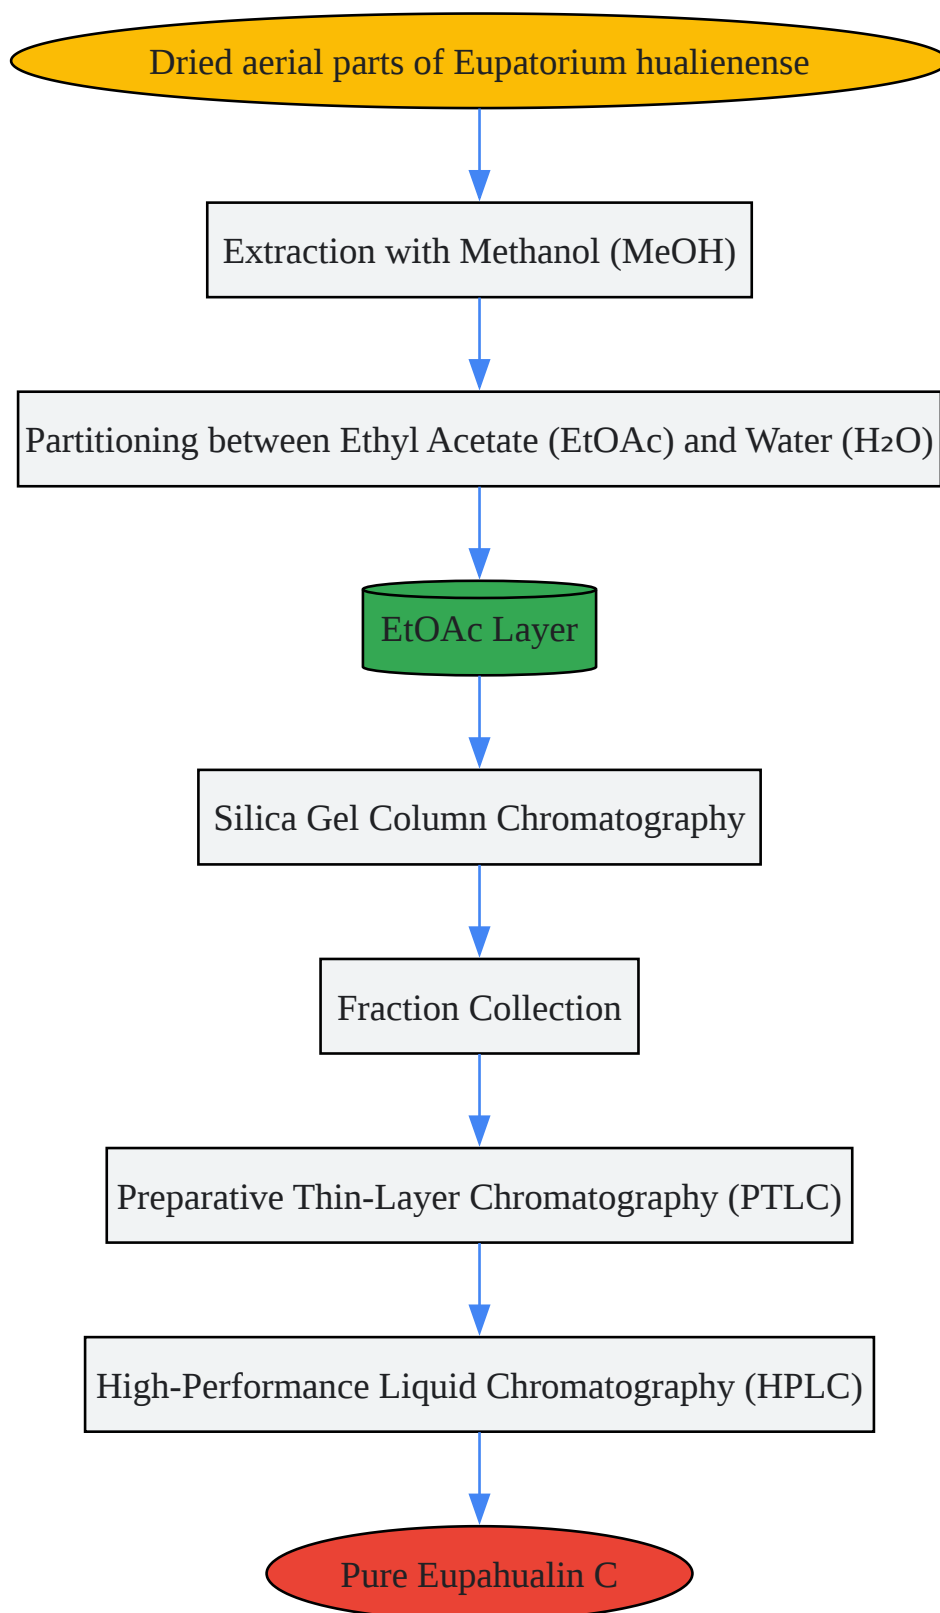 Dried aerial parts of Eupatorium hualienense
Extraction with Methanol (MeOH)
Partitioning between Ethyl Acetate (EtOAc) and Water (H₂O)
EtOAc Layer
Silica Gel Column Chromatography
Fraction Collection
Preparative Thin-Layer Chromatography (PTLC)
High-Performance Liquid Chromatography (HPLC)
Pure Eupahualin C